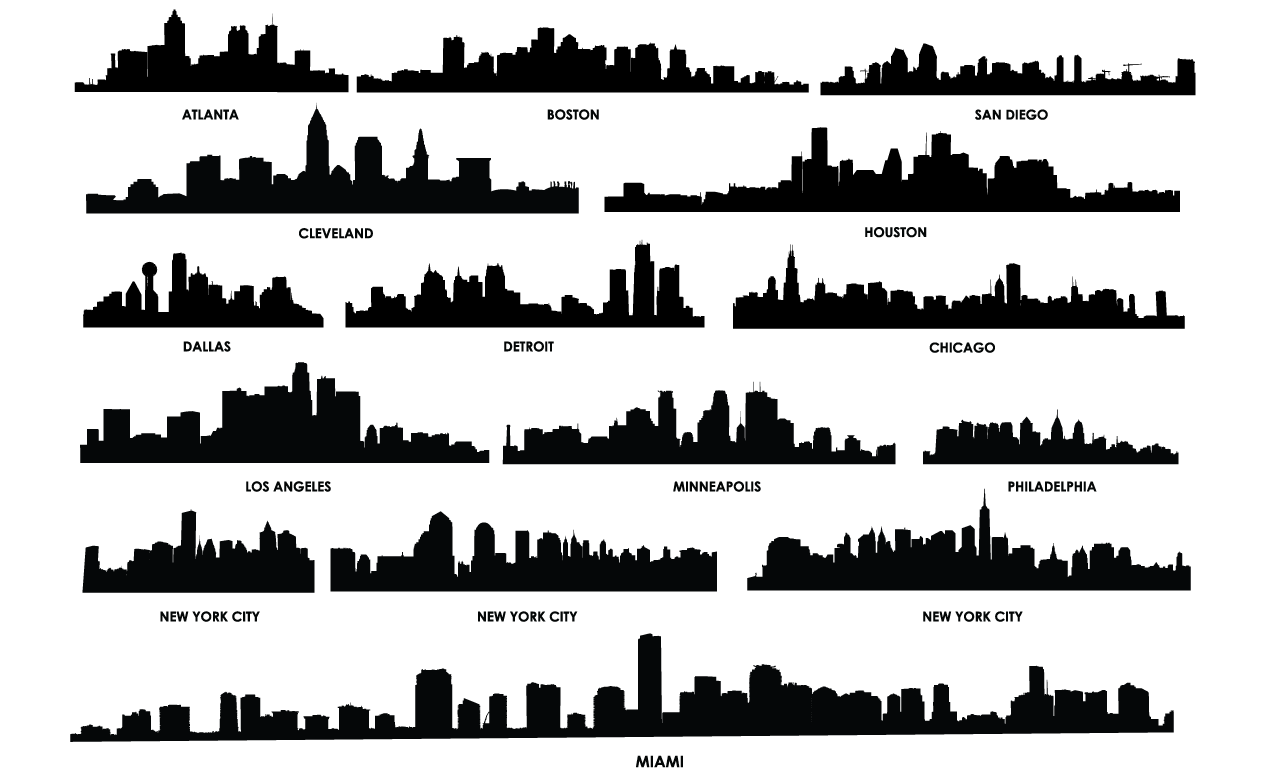 ATLANTA
BOSTON
SAN DIEGO
CLEVELAND
HOUSTON
DALLAS
DETROIT
CHICAGO
LOS ANGELES
MINNEAPOLIS
PHILADELPHIA
NEW YORK CITY
NEW YORK CITY
NEW YORK CITY
MIAMI